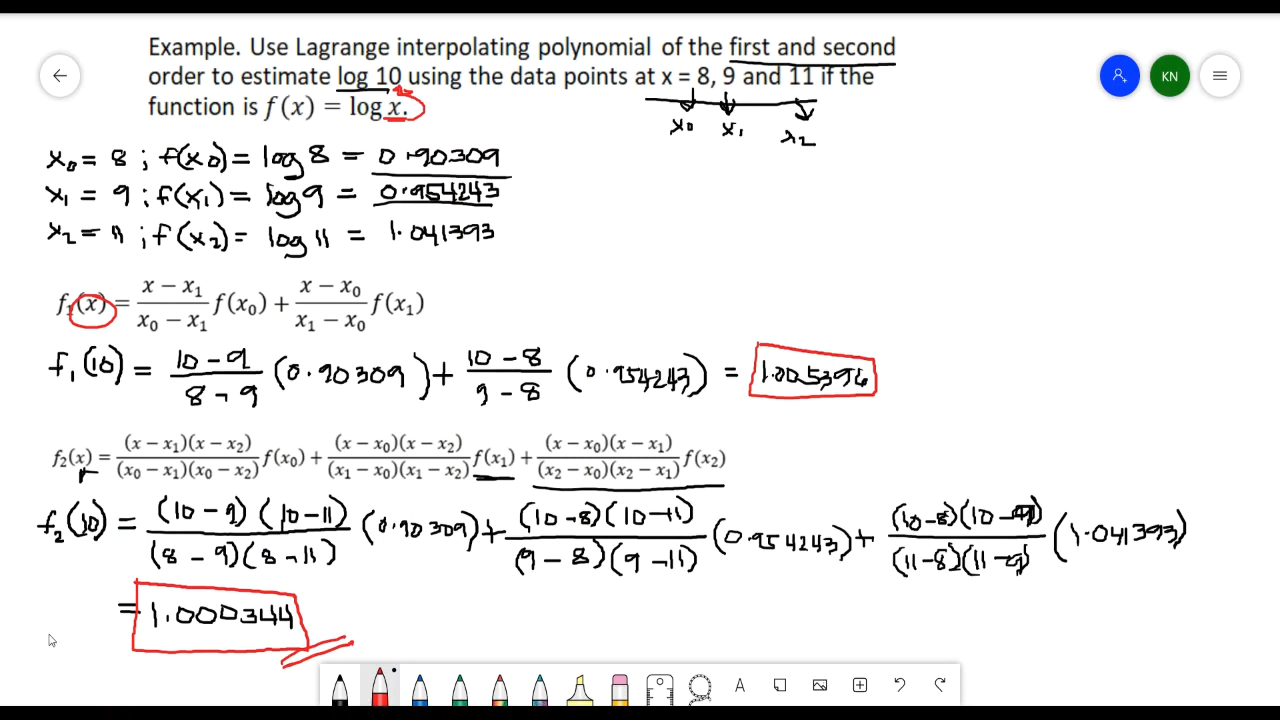 Example. Use Lagrange interpolating polynomial of the first and second
order to estimate log 10 using the data points at x = 8, 9 and 11 if the
function is f(x) = log x.
x₀ x₁ x₂
x₀ = 8 ; f(x₀) = log 8 = 0.90309
x₁ = 9 ; f(x₁) = log 9 = 0.954243
x₂ = 11 ; f(x₂) = log 11 = 1.041393
f₁(x) = (x − x₁)/(x₀ − x₁) f(x₀) + (x − x₀)/(x₁ − x₀) f(x₁)
f₁(10) = (10 − 9)/(8 − 9) (0.90309) + (10 − 8)/(9 − 8) (0.954243) = 1.005396
f₂(x) = (x − x₁)(x − x₂)/(x₀ − x₁)(x₀ − x₂) f(x₀) + (x − x₀)(x − x₂)/(x₁ − x₀)(x₁ − x₂) f(x₁) + (x − x₀)(x − x₁)/(x₂ − x₀)(x₂ − x₁) f(x₂)
f₂(10) = (10 − 9)(10 − 11)/(8 − 9)(8 − 11) (0.90309) + (10 − 8)(10 − 11)/(9 − 8)(9 − 11) (0.954243) + (10 − 8)(10 − 9)/(11 − 8)(11 − 9) (1.041393)
= 1.000344
KN
A